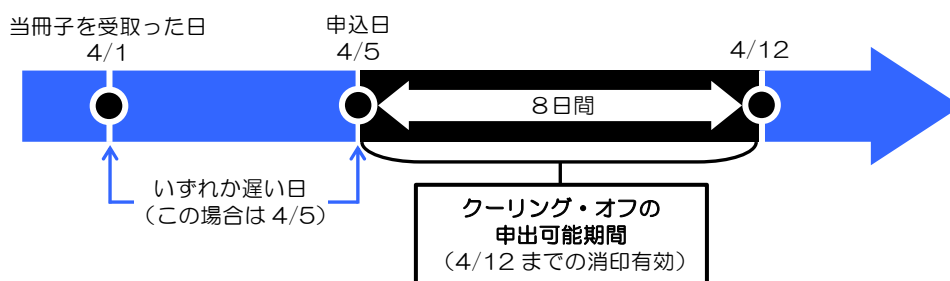 当冊子を受取った日
4/1
申込日
4/5
4/12
8日間
いずれか遅い日
（この場合は 4/5）
クーリング・オフの
申出可能期間
（4/12 までの消印有効）